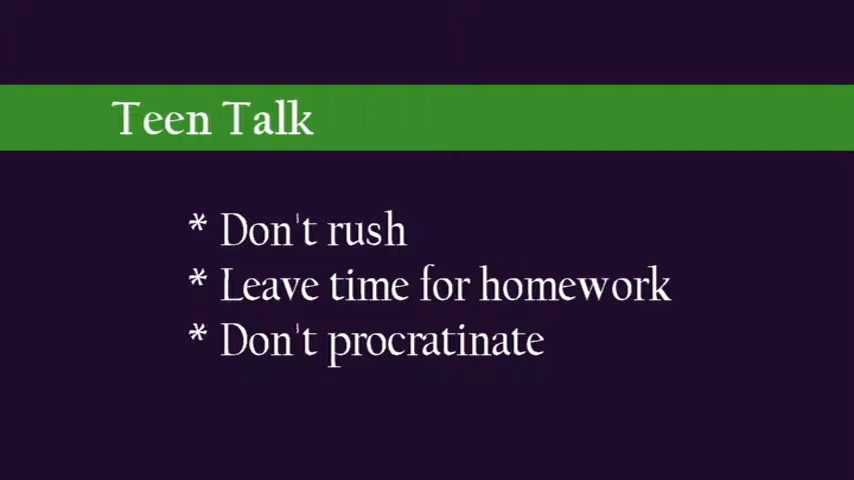 Teen Talk
* Don't rush
* Leave time for homework
* Don't procratinate